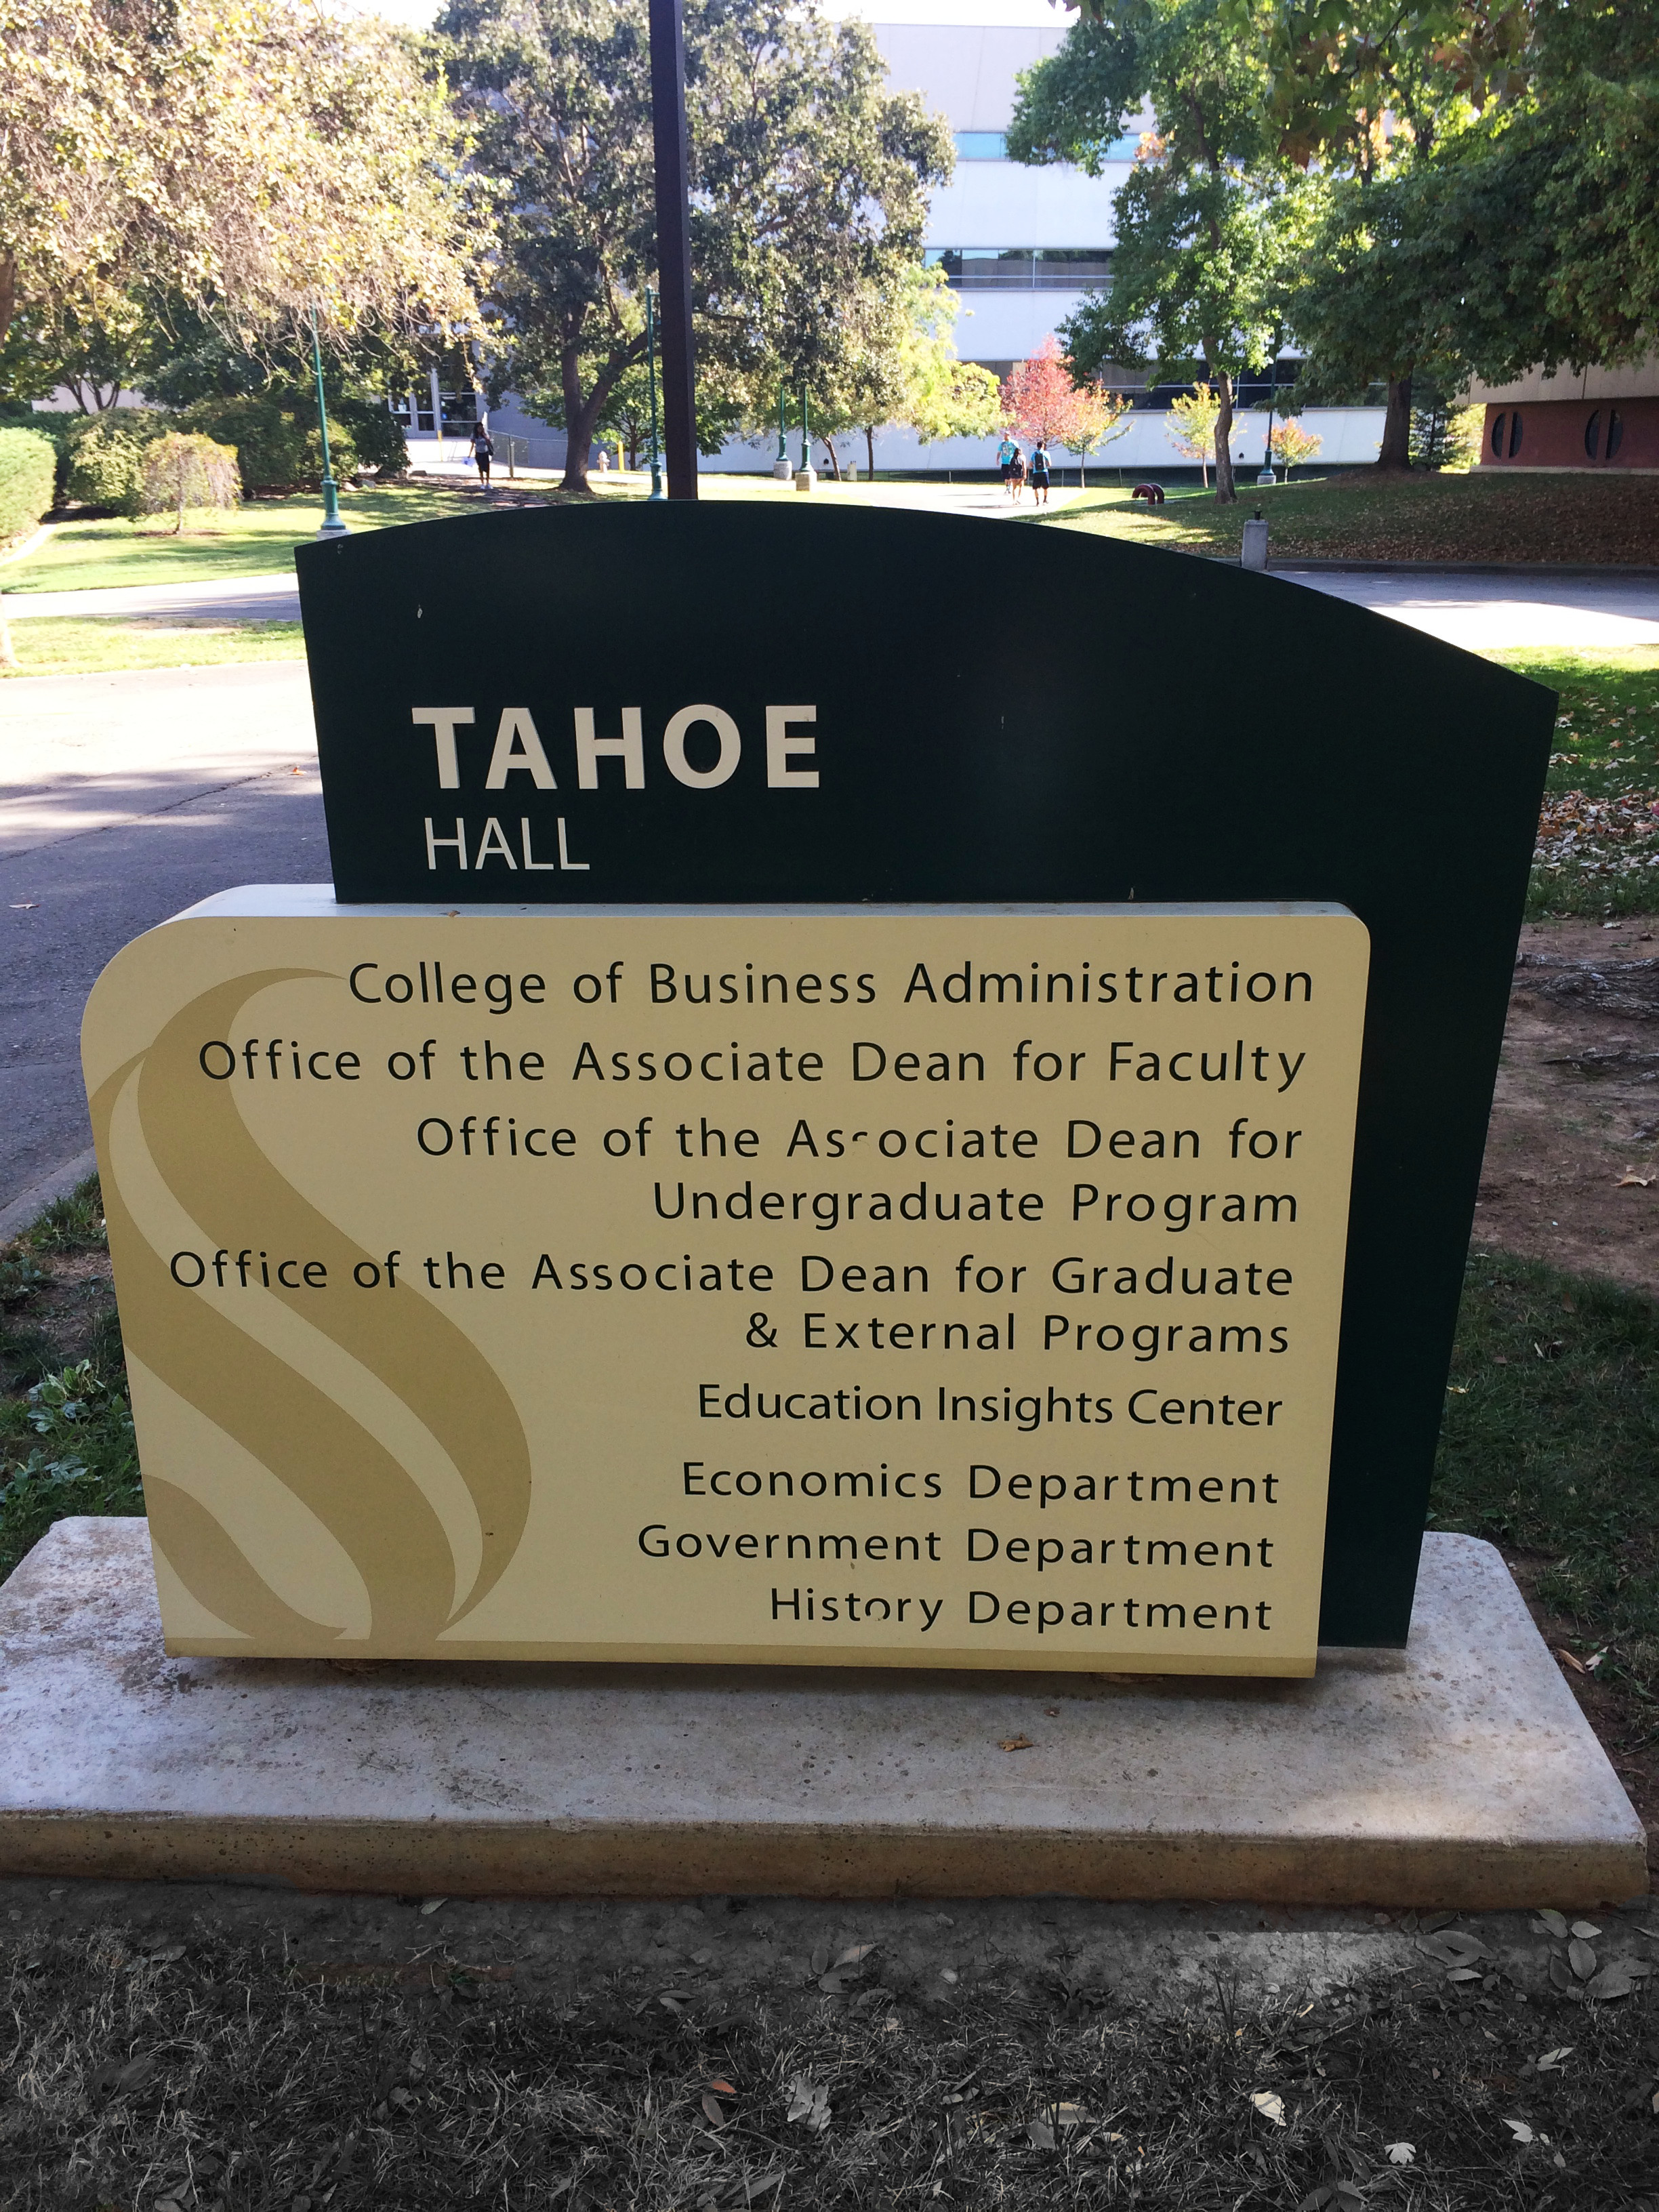 TAHOE
HALL
College of Business Administration
Office of the Associate Dean for Faculty
Office of the Associate Dean for
Undergraduate Program
Office of the Associate Dean for Graduate
& External Programs
Education Insights Center
Economics Department
Government Department
History Department